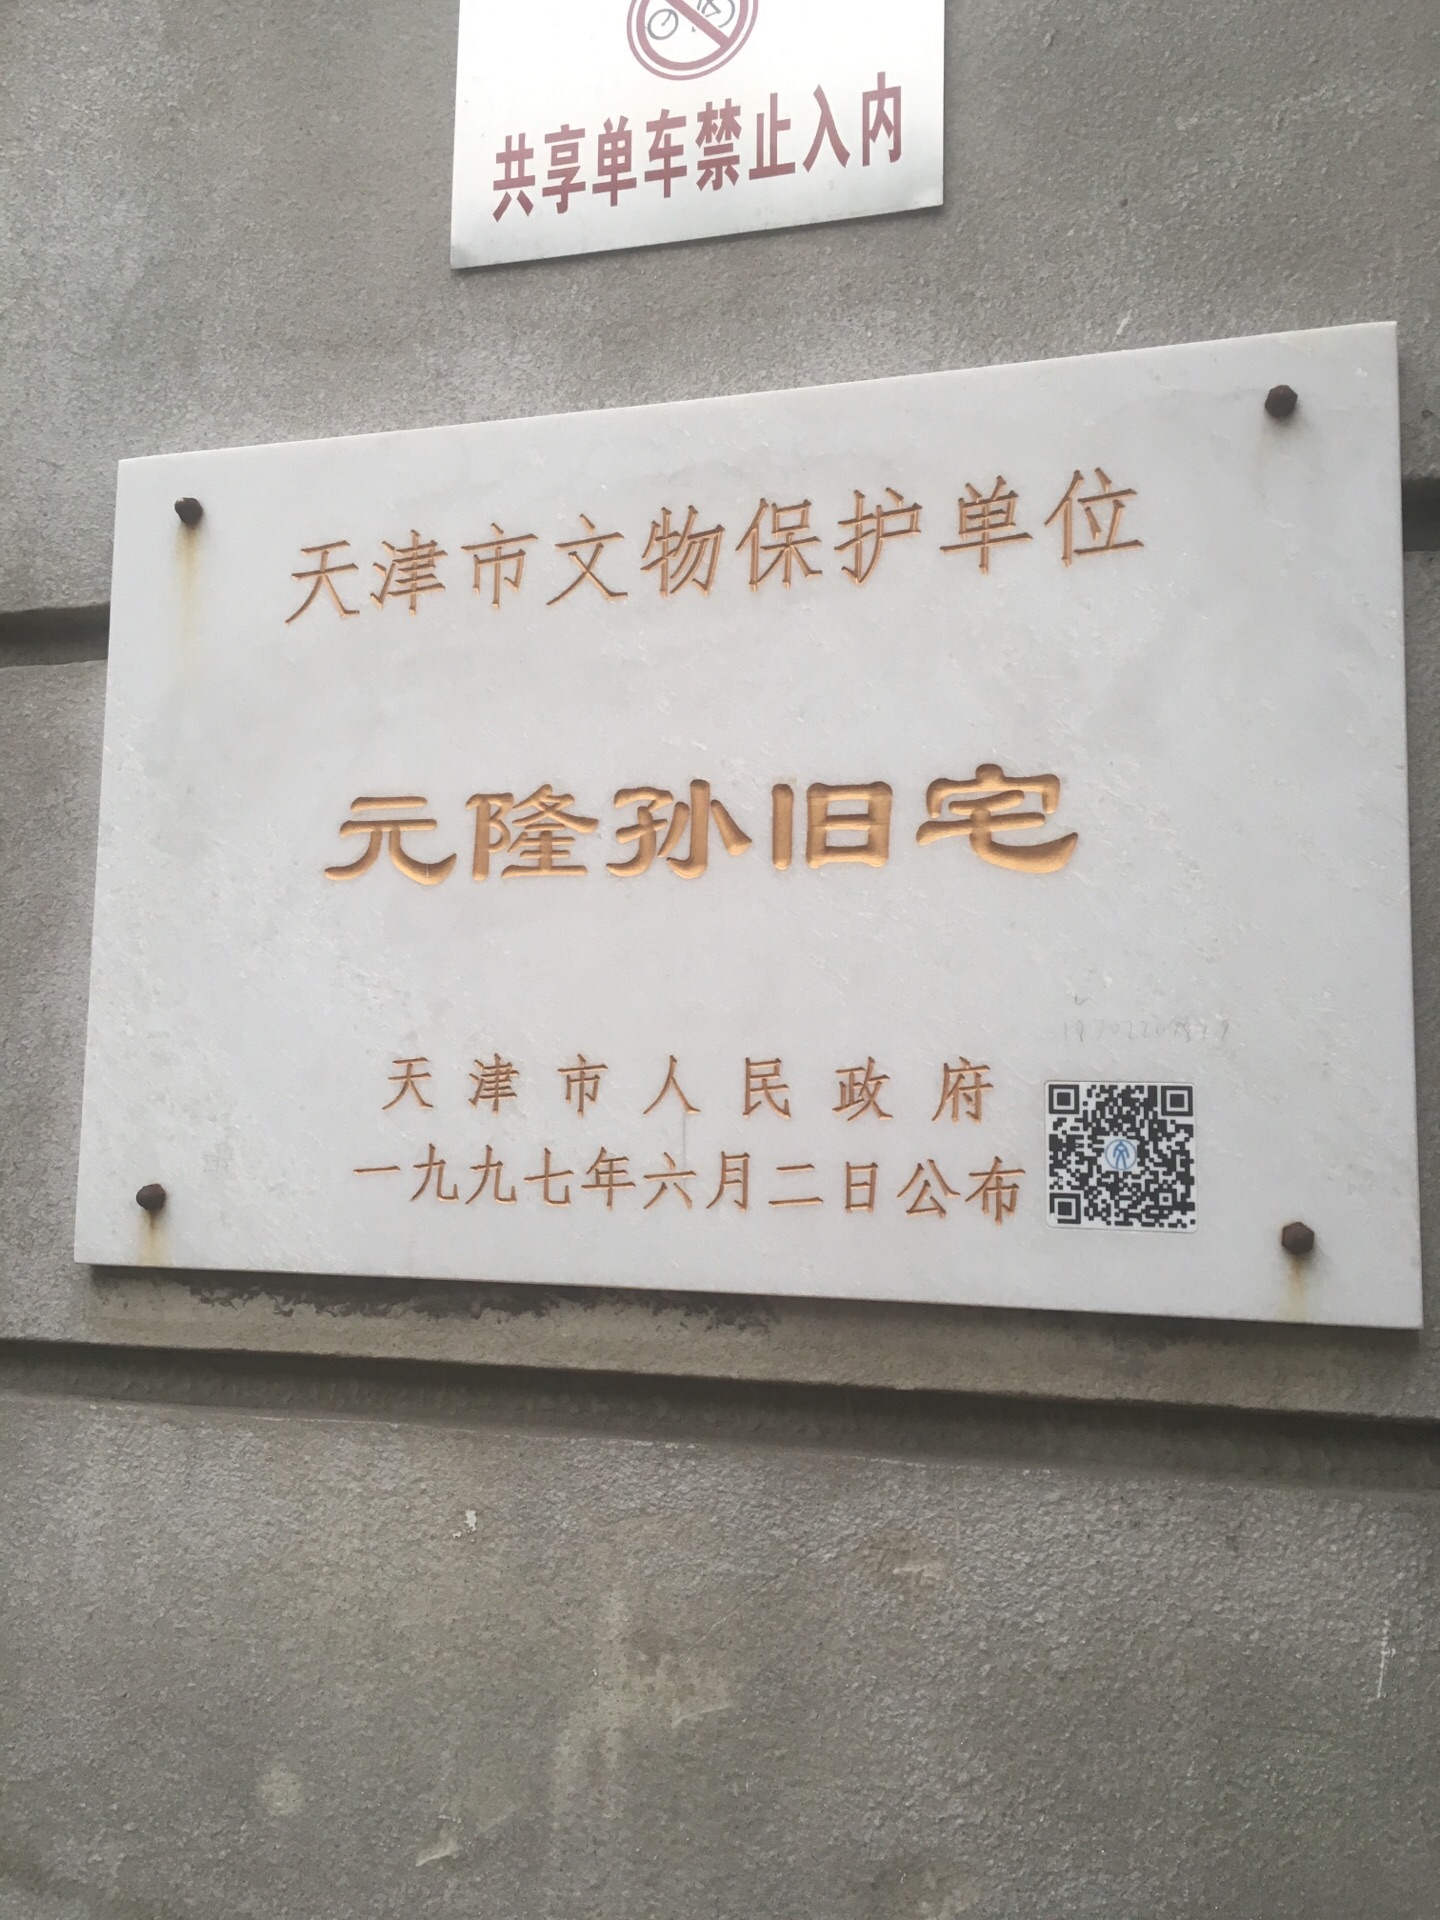 共享单车禁止入内
天津市文物保护单位
元隆孙旧宅
天津市人民政府
一九九七年六月二日公布